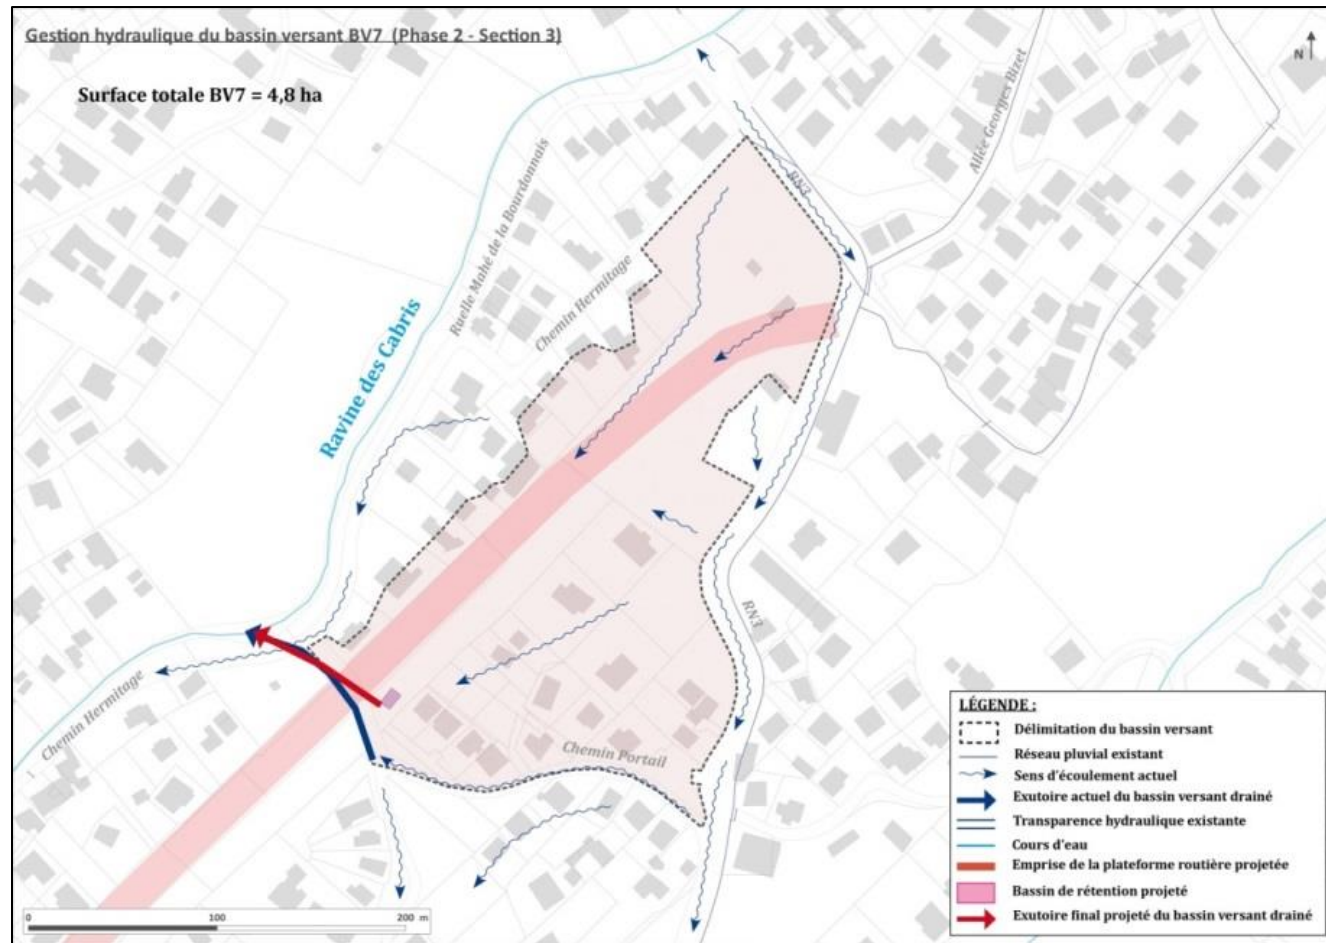 Gestion hydraulique du bassin versant BV7 (Phase 2 - Section 3)
Surface totale BV7 = 4,8 ha
N
Allée Georges Bizet
RN3
Ruelle Mahé de la Bourdonnais
Chemin Hermitage
Ravine des Cabris
RN3
Chemin Hermitage
Chemin Portail
0 100 200 m
LÉGENDE :
Délimitation du bassin versant
Réseau pluvial existant
Sens d'écoulement actuel
Exutoire actuel du bassin versant drainé
Transparence hydraulique existante
Cours d'eau
Emprise de la plateforme routière projetée
Bassin de rétention projeté
Exutoire final projeté du bassin versant drainé